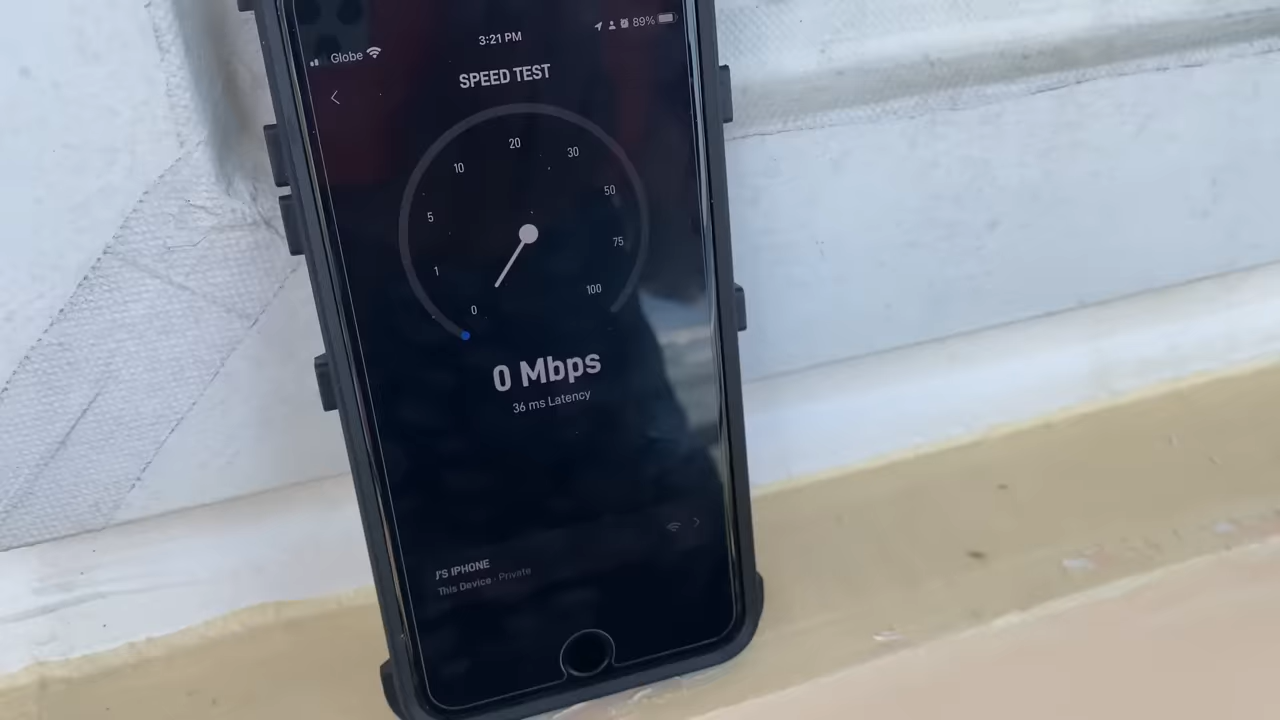 Globe 3:21 PM 89%
SPEED TEST
20
10
30
5
50
1
75
0
100
0 Mbps
36 ms Latency
J'S IPHONE
This Device · Private